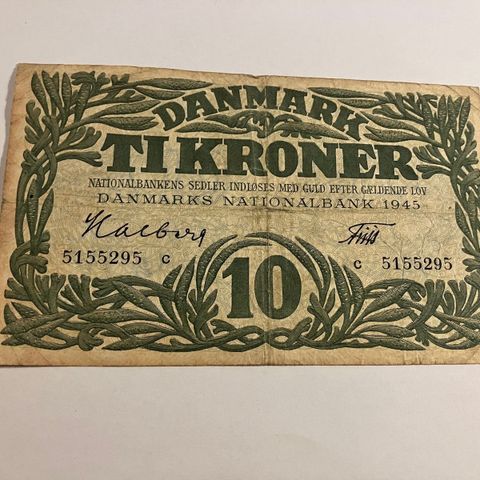 DANMARK
TI KRONER
NATIONALBANKENS SEDLER INDLØSES MED GULD EFTER GÆLDENDE LOV
DANMARKS NATIONALBANK 1945
5155295 C C 5155295
10